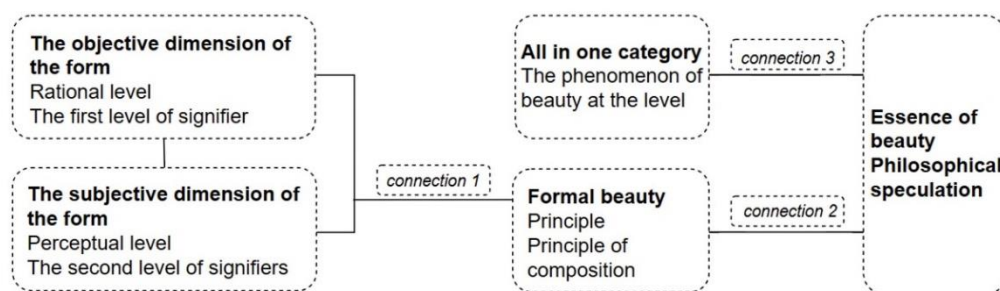 The objective dimension of
the form
Rational level
The first level of signifier
The subjective dimension of
the form
Perceptual level
The second level of signifiers
connection 1
All in one category
The phenomenon of
beauty at the level
Formal beauty
Principle
Principle of
composition
connection 3
connection 2
Essence of
beauty
Philosophical
speculation